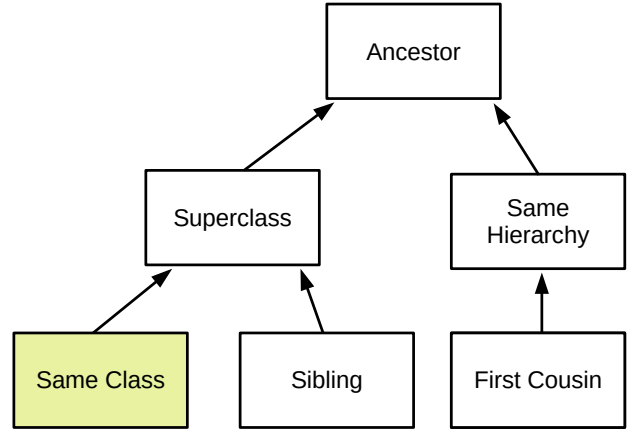 Ancestor
Superclass
Same
Hierarchy
Same Class
Sibling
First Cousin